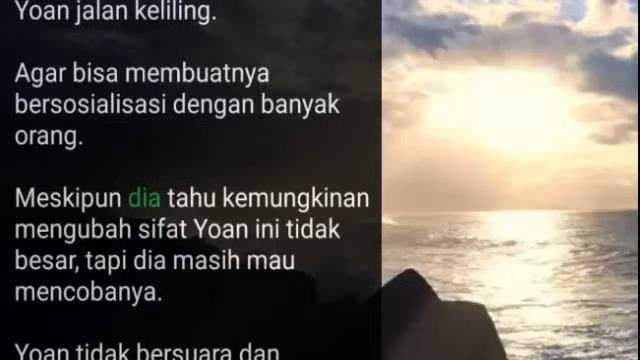 Yoan jalan keliling.
Agar bisa membuatnya
bersosialisasi dengan banyak
orang.
Meskipun dia tahu kemungkinan
mengubah sifat Yoan ini tidak
besar, tapi dia masih mau
mencobanya.
Yoan tidak bersuara dan